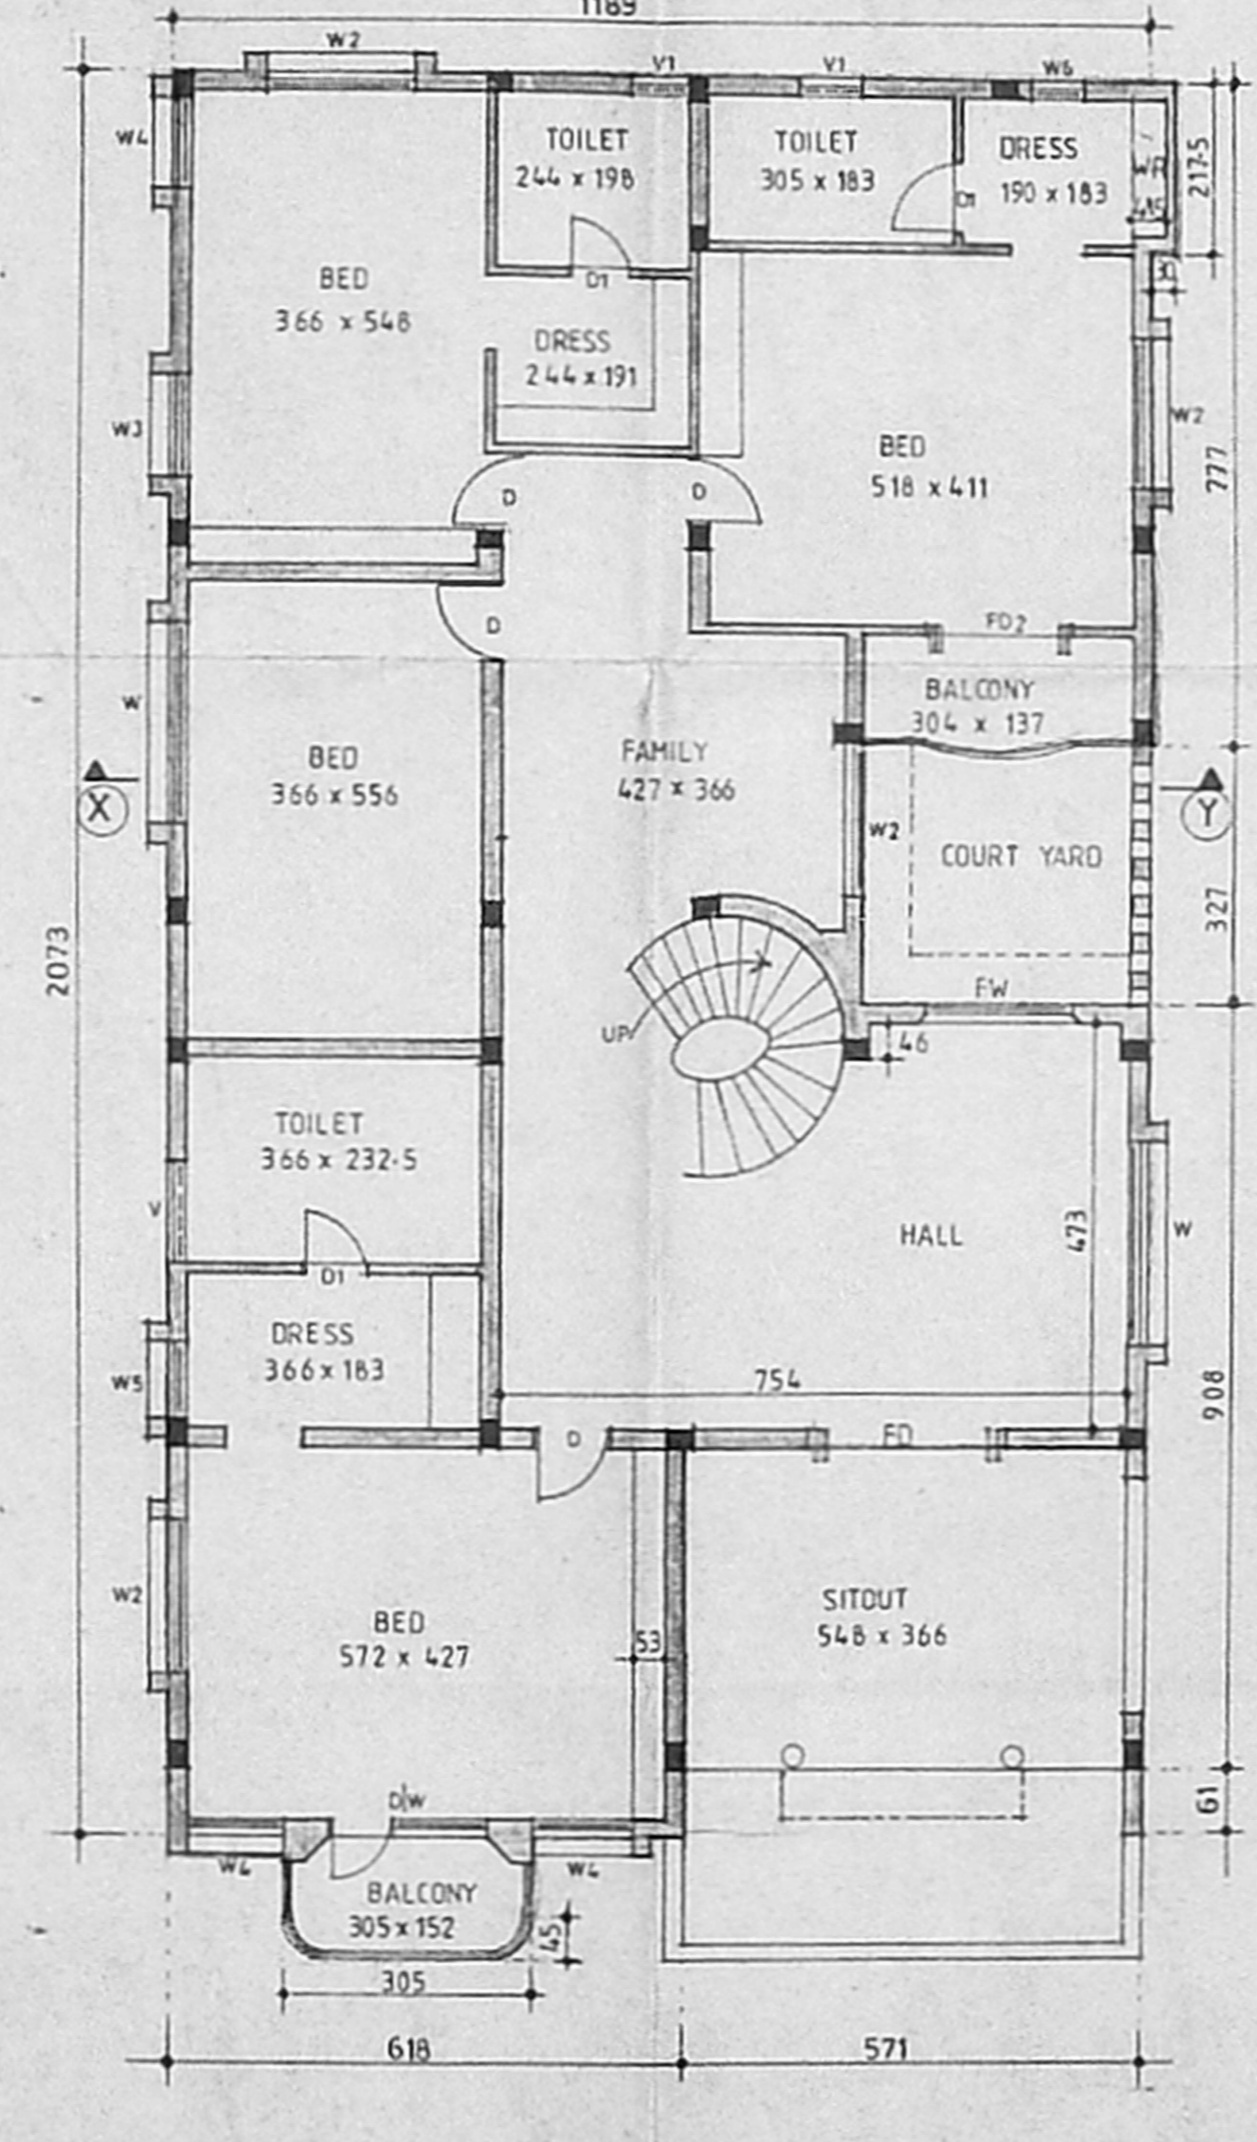 1189
W2
V1
V1
W6
W4
TOILET
244 x 198
TOILET
305 x 183
DRESS
190 x 183
WR
45
217·5
D1
D1
30
BED
366 x 548
DRESS
244 x 191
W3
W2
BED
518 x 411
777
D
D
D
FD2
W
BALCONY
304 x 137
BED
366 x 556
FAMILY
427 x 366
X
Y
W2
COURT YARD
327
2073
FW
UP
46
TOILET
366 x 232·5
V
HALL
473
W
D1
DRESS
366 x 183
W5
754
908
D
FD
W2
BED
572 x 427
53
SITOUT
548 x 366
D/W
61
W4
W4
BALCONY
305 x 152
45
305
618
571